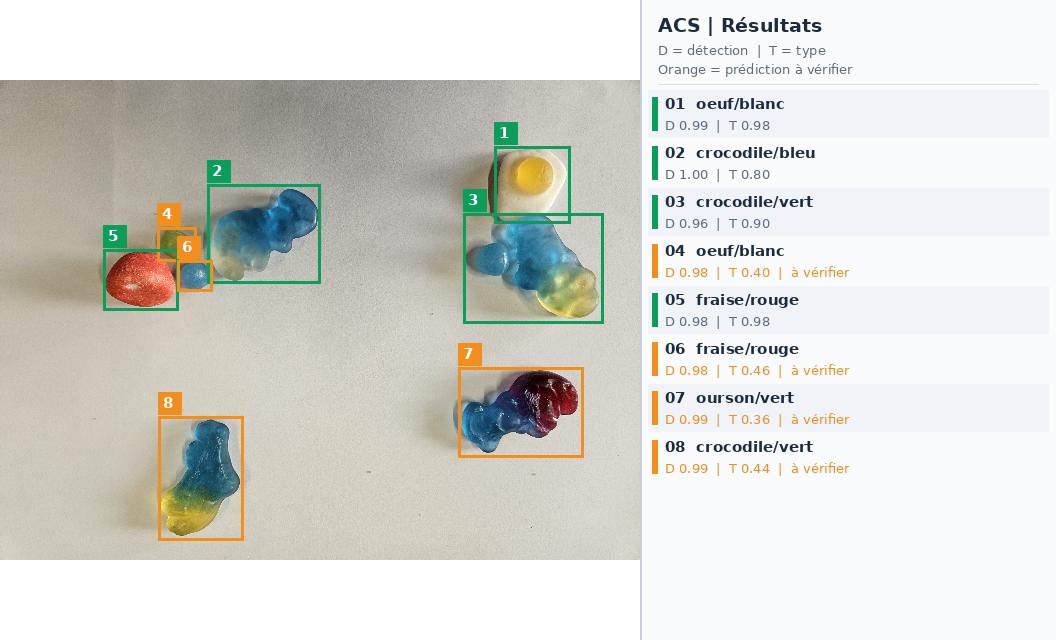 ACS | Résultats
D = détection | T = type
Orange = prédiction à vérifier
01 oeuf/blanc
D 0.99 | T 0.98
02 crocodile/bleu
D 1.00 | T 0.80
03 crocodile/vert
D 0.96 | T 0.90
04 oeuf/blanc
D 0.98 | T 0.40 | à vérifier
05 fraise/rouge
D 0.98 | T 0.98
06 fraise/rouge
D 0.98 | T 0.46 | à vérifier
07 ourson/vert
D 0.99 | T 0.36 | à vérifier
08 crocodile/vert
D 0.99 | T 0.44 | à vérifier
1
2
3
4
5
6
7
8